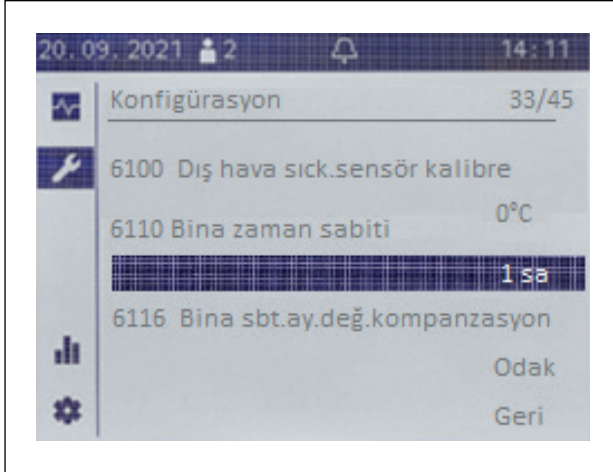 20.09.2021 2 14:11
Konfigürasyon 33/45
6100 Dış hava sıck.sensör kalibre
0°C
6110 Bina zaman sabiti
1 sa
6116 Bina sbt.ay.değ.kompanzasyon
Odak
Geri